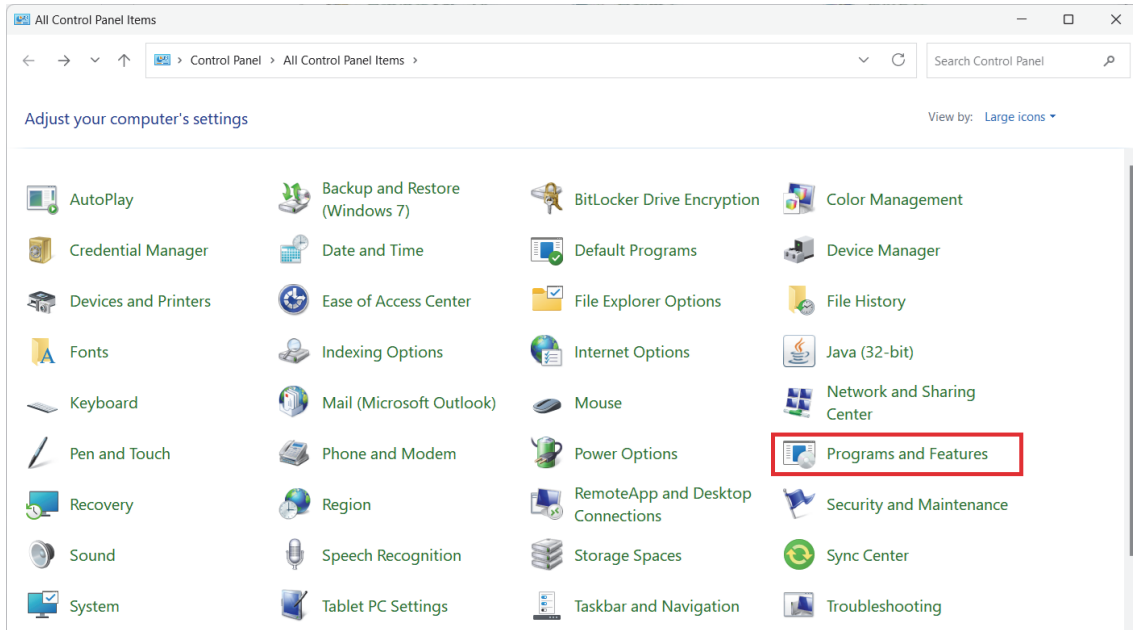 All Control Panel Items
Control Panel > All Control Panel Items >
Search Control Panel
Adjust your computer's settings
View by: Large icons
AutoPlay
Backup and Restore
(Windows 7)
BitLocker Drive Encryption
Color Management
Credential Manager
Date and Time
Default Programs
Device Manager
Devices and Printers
Ease of Access Center
File Explorer Options
File History
Fonts
Indexing Options
Internet Options
Java (32-bit)
Keyboard
Mail (Microsoft Outlook)
Mouse
Network and Sharing
Center
Pen and Touch
Phone and Modem
Power Options
Programs and Features
Recovery
Region
RemoteApp and Desktop
Connections
Security and Maintenance
Sound
Speech Recognition
Storage Spaces
Sync Center
System
Tablet PC Settings
Taskbar and Navigation
Troubleshooting